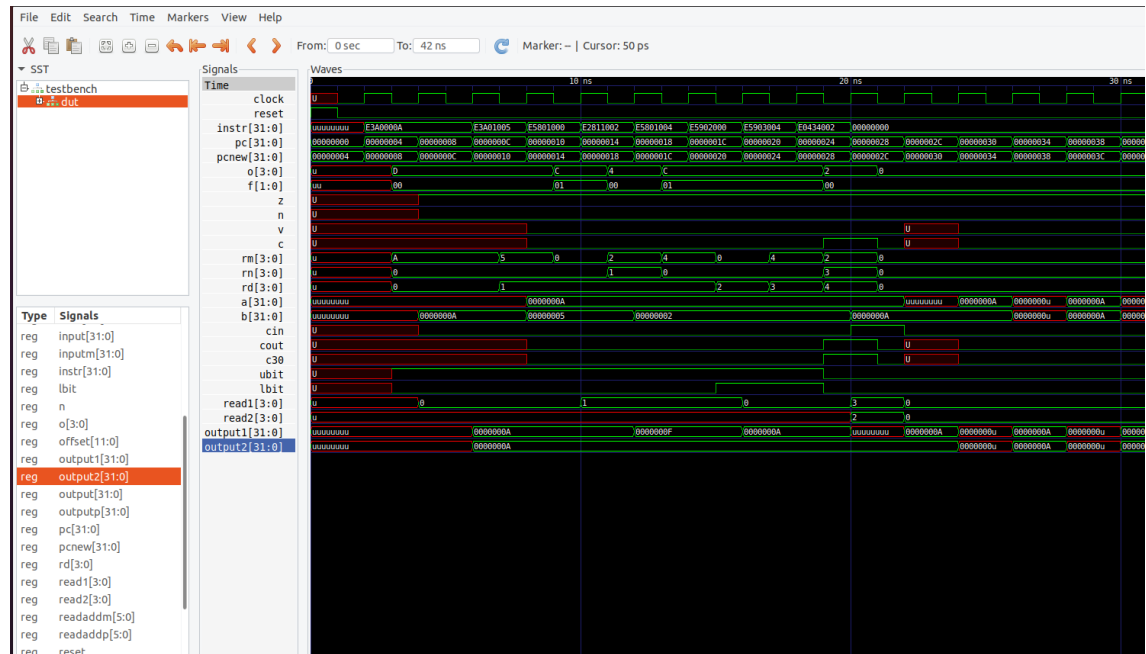 File Edit Search Time Markers View Help
From: 0 sec To: 42 ns Marker: -- | Cursor: 50 ps
SST
testbench
dut
Type Signals
reg input[31:0]
reg inputm[31:0]
reg instr[31:0]
reg lbit
reg n
reg o[3:0]
reg offset[11:0]
reg output1[31:0]
reg output2[31:0]
reg output[31:0]
reg outputp[31:0]
reg pc[31:0]
reg pcnew[31:0]
reg rd[3:0]
reg read1[3:0]
reg read2[3:0]
reg readaddm[5:0]
reg readaddp[5:0]
reg reset
Signals
Waves
Time 0 10 ns 20 ns 30 ns
clock U
reset
instr[31:0] uuuuuuuu E3A0000A E3A01005 E5801000 E2811002 E5801004 E5902000 E5903004 E0434002 00000000
pc[31:0] 00000000 00000004 00000008 0000000C 00000010 00000014 00000018 0000001C 00000020 00000024 00000028 0000002C 00000030 00000034 00000038 00000
pcnew[31:0] 00000004 00000008 0000000C 00000010 00000014 00000018 0000001C 00000020 00000024 00000028 0000002C 00000030 00000034 00000038 0000003C 00000
o[3:0] u D C 4 C 2 0
f[1:0] uu 00 01 00 01 00
z U
n U
v U U
c U U
rm[3:0] u A 5 0 2 4 0 4 2 0
rn[3:0] u 0 1 0 3 0
rd[3:0] u 0 1 2 3 4 0
a[31:0] uuuuuuuu 0000000A uuuuuuuu 0000000A 0000000u 0000000A 00000
b[31:0] uuuuuuuu 0000000A 00000005 00000002 0000000A 0000000u 0000000A 00000
cin U
cout U U
c30 U U
ubit U
lbit U
read1[3:0] u 0 1 0 3 0
read2[3:0] u 2 0
output1[31:0] uuuuuuuu 0000000A 0000000F 0000000A uuuuuuuu 0000000A 0000000u 0000000A 0000000u 00000
output2[31:0] uuuuuuuu 0000000A 0000000u 0000000A 0000000u 00000